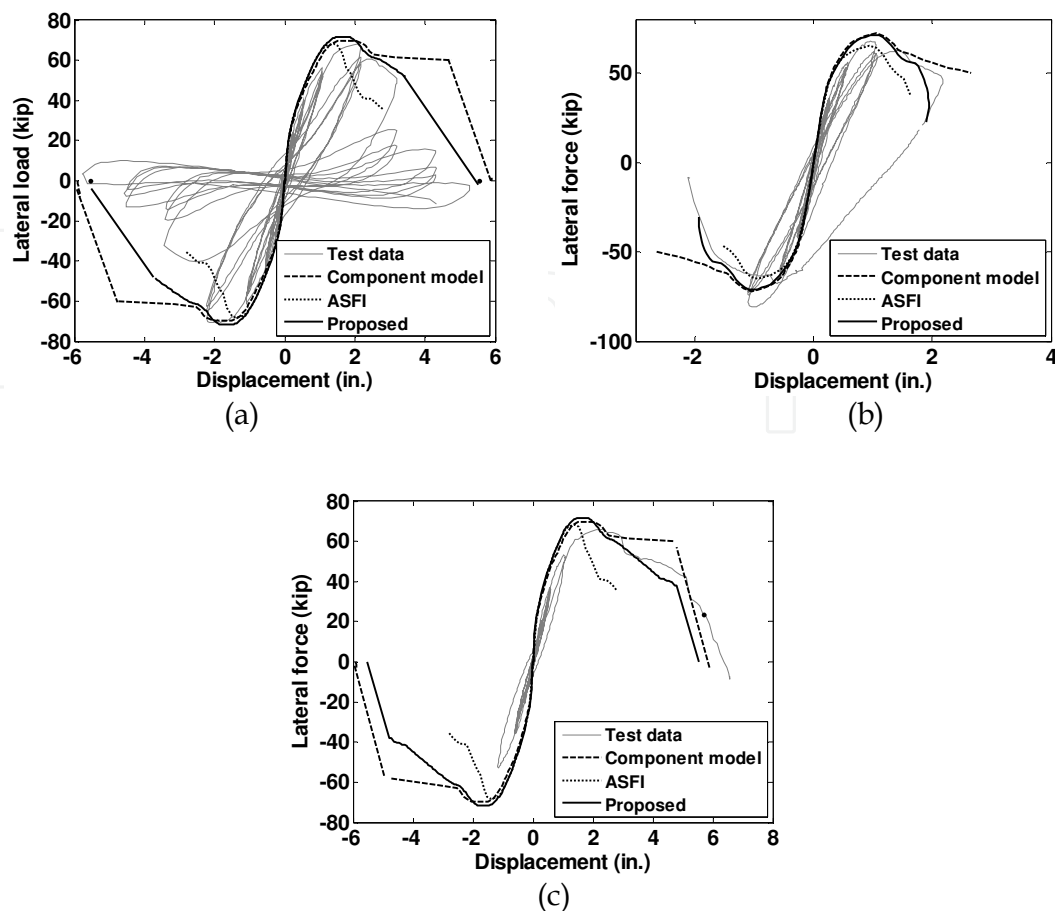 80
60
40
20
0
-20
-40
-60
-80
Lateral load (kip)
-6
-4
-2
0
2
4
6
Displacement (in.)
Test data
Component model
ASFI
Proposed
(a)
50
0
-50
-100
Lateral force (kip)
-2
0
2
4
Displacement (in.)
Test data
Component model
ASFI
Proposed
(b)
80
60
40
20
0
-20
-40
-60
-80
Lateral force (kip)
-6
-4
-2
0
2
4
6
8
Displacement (in.)
Test data
Component model
ASFI
Proposed
(c)